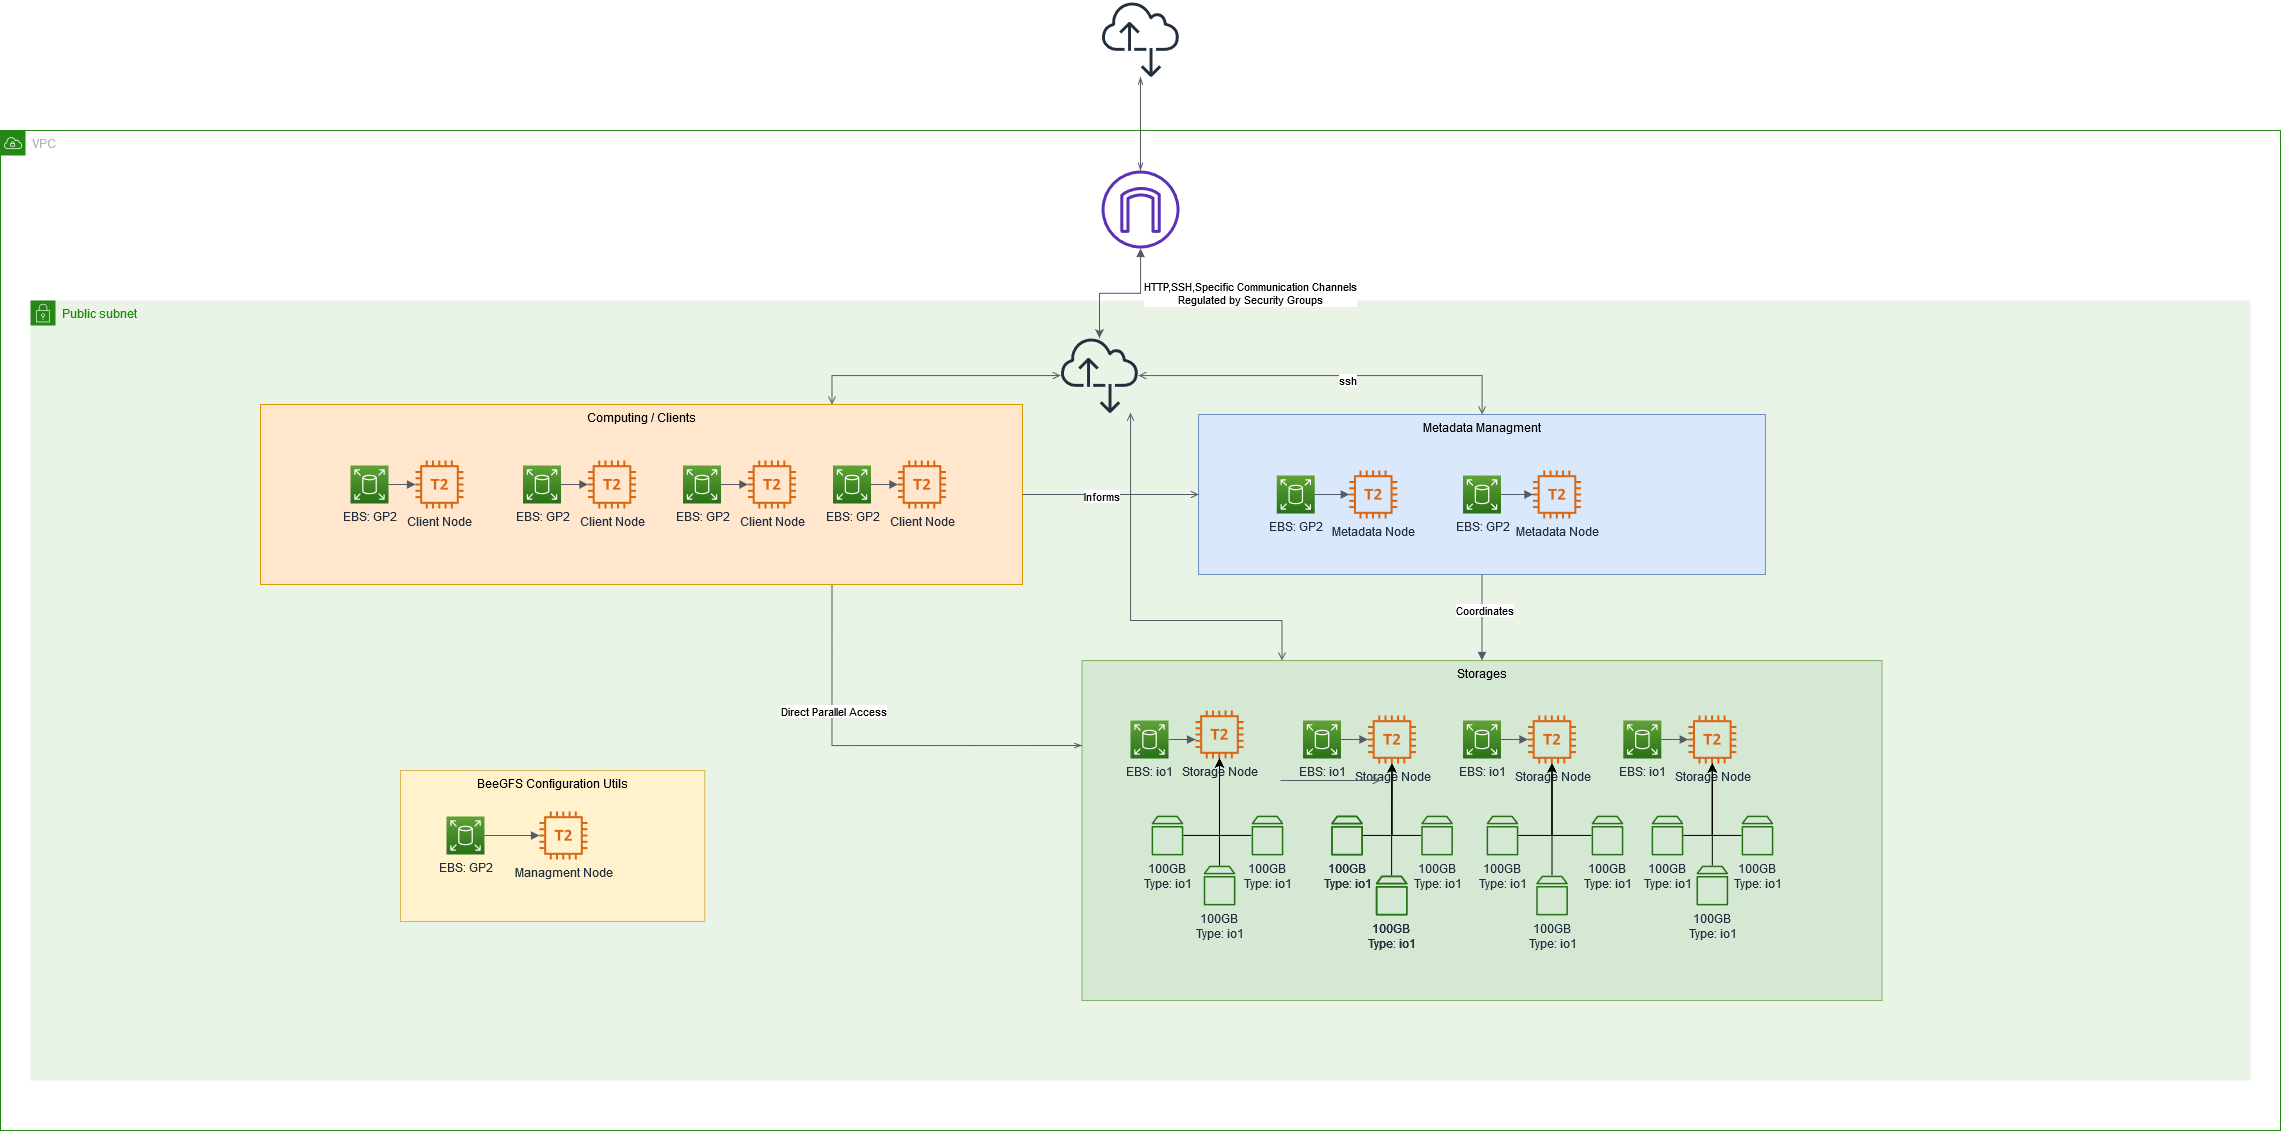 VPC
HTTP,SSH,Specific Communication Channels
Regulated by Security Groups
Public subnet
ssh
Computing / Clients
T2
T2
T2
T2
EBS: GP2
Client Node
EBS: GP2
Client Node
EBS: GP2
Client Node
EBS: GP2
Client Node
Informs
Metadata Managment
T2
T2
EBS: GP2
Metadata Node
EBS: GP2
Metadata Node
Coordinates
Direct Parallel Access
Storages
T2
T2
T2
T2
EBS: io1
Storage Node
EBS: io1
Storage Node
EBS: io1
Storage Node
EBS: io1
Storage Node
100GB
Type: io1
100GB
Type: io1
100GB
Type: io1
100GB
Type: io1
100GB
Type: io1
100GB
Type: io1
100GB
Type: io1
100GB
Type: io1
100GB
Type: io1
100GB
Type: io1
100GB
Type: io1
100GB
Type: io1
BeeGFS Configuration Utils
T2
EBS: GP2
Managment Node